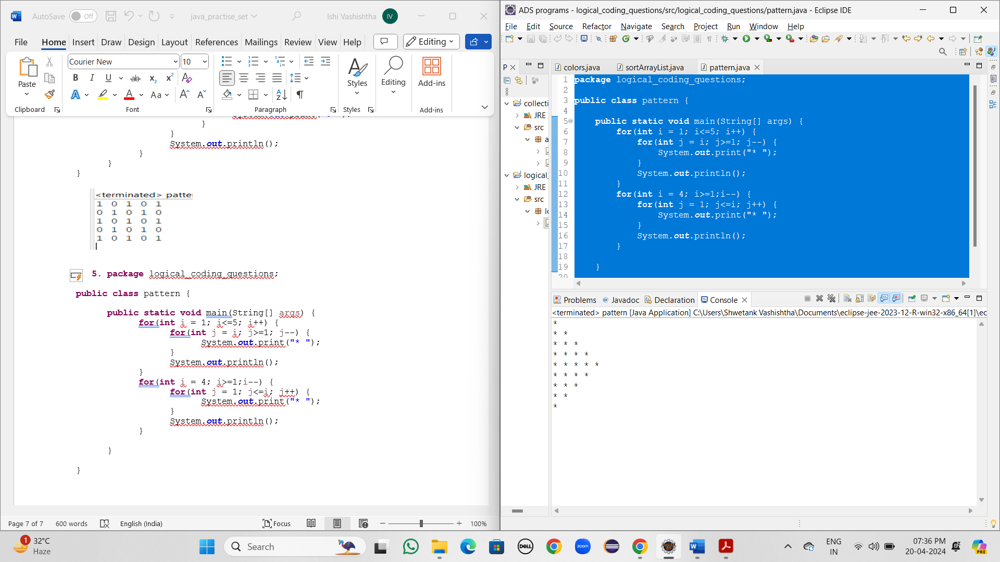 AutoSave Off java_practise_set Ishi Vashishtha IV
File Home Insert Draw Design Layout References Mailings Review View Help Editing
Courier New 10
Paste B I U ab x₂ x² A
A A Aa A A
Styles Editing Add-ins
Clipboard Font Paragraph Styles Add-ins
}
}
System.out.println();
}
}
}
<terminated> patte
1 0 1 0 1
0 1 0 1 0
1 0 1 0 1
0 1 0 1 0
1 0 1 0 1
5. package logical_coding_questions;
public class pattern {
public static void main(String[] args) {
for(int i = 1; i<=5; i++) {
for(int j = i; j>=1; j--) {
System.out.print("* ");
}
System.out.println();
}
for(int i = 4; i>=1;i--) {
for(int j = 1; j<=i; j++) {
System.out.print("* ");
}
System.out.println();
}
}
}
Page 7 of 7 600 words English (India) Focus 100%
ADS programs - logical_coding_questions/src/logical_coding_questions/pattern.java - Eclipse IDE
File Edit Source Refactor Navigate Search Project Run Window Help
P
collecti
JRE
src
a
logical_
JRE
src
lo
colors.java sortArrayList.java pattern.java
1 package logical_coding_questions;
2
3 public class pattern {
4
5 public static void main(String[] args) {
6 for(int i = 1; i<=5; i++) {
7 for(int j = i; j>=1; j--) {
8 System.out.print("* ");
9 }
10 System.out.println();
11 }
12 for(int i = 4; i>=1;i--) {
13 for(int j = 1; j<=i; j++) {
14 System.out.print("* ");
15 }
16 System.out.println();
17 }
18
19 }
20
Problems Javadoc Declaration Console
<terminated> pattern [Java Application] C:\Users\Shwetank Vashishtha\Documents\eclipse-jee-2023-12-R-win32-x86_64[1]\ec
*
* *
* * *
* * * *
* * * * *
* * * *
* * *
* *
*
1 32°C
Haze
Search
DELL zoom
ENG
IN
07:36 PM
20-04-2024
PRE